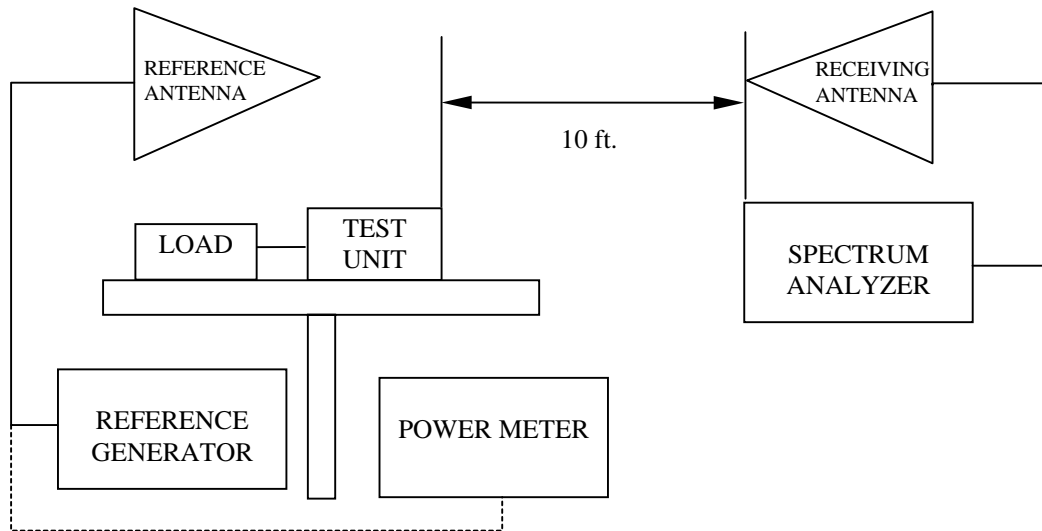 REFERENCE
ANTENNA
RECEIVING
ANTENNA
10 ft.
LOAD
TEST
UNIT
SPECTRUM
ANALYZER
REFERENCE
GENERATOR
POWER METER